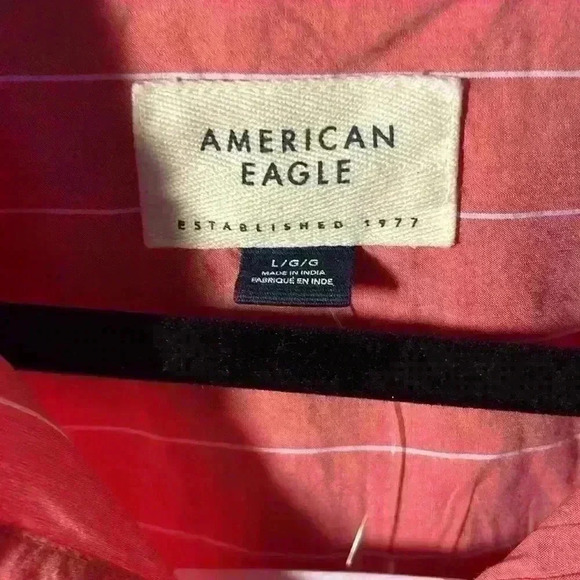 AMERICAN
EAGLE
ESTABLISHED 1977
L/G/G
MADE IN INDIA
FABRIQUÉ EN INDE